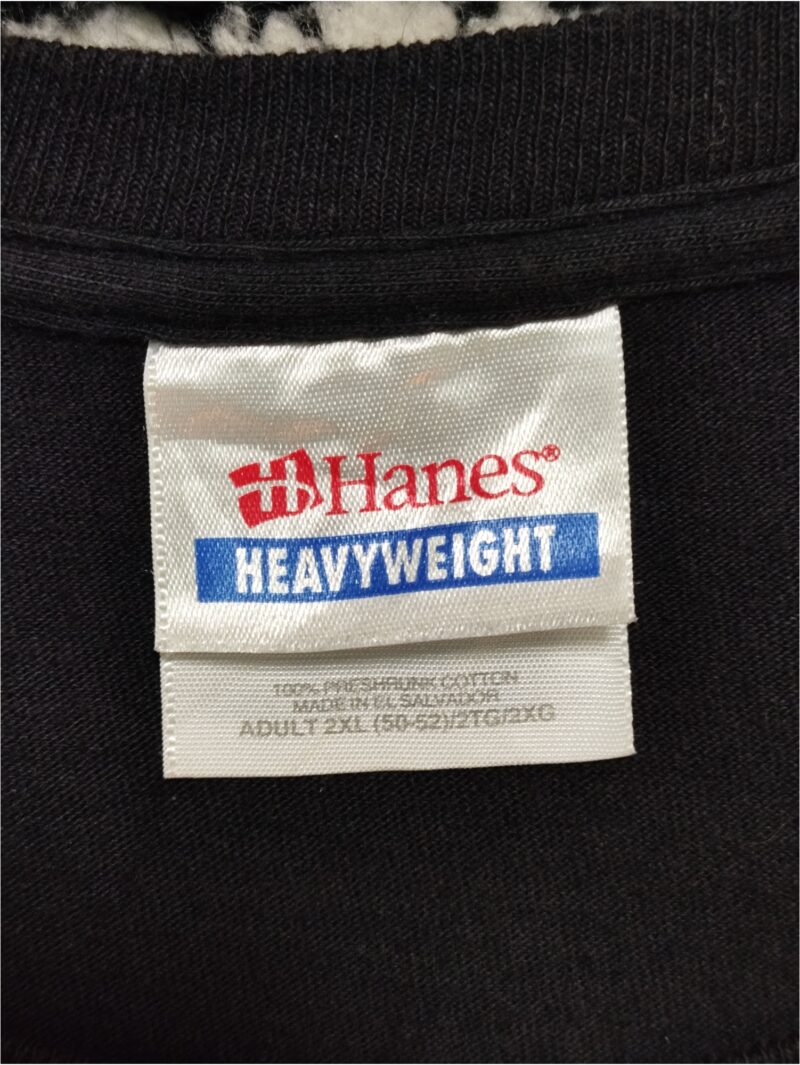 Hanes®
HEAVYWEIGHT
100% PRESHRUNK COTTON
MADE IN EL SALVADOR
ADULT 2XL (50-52)/2TG/2XG